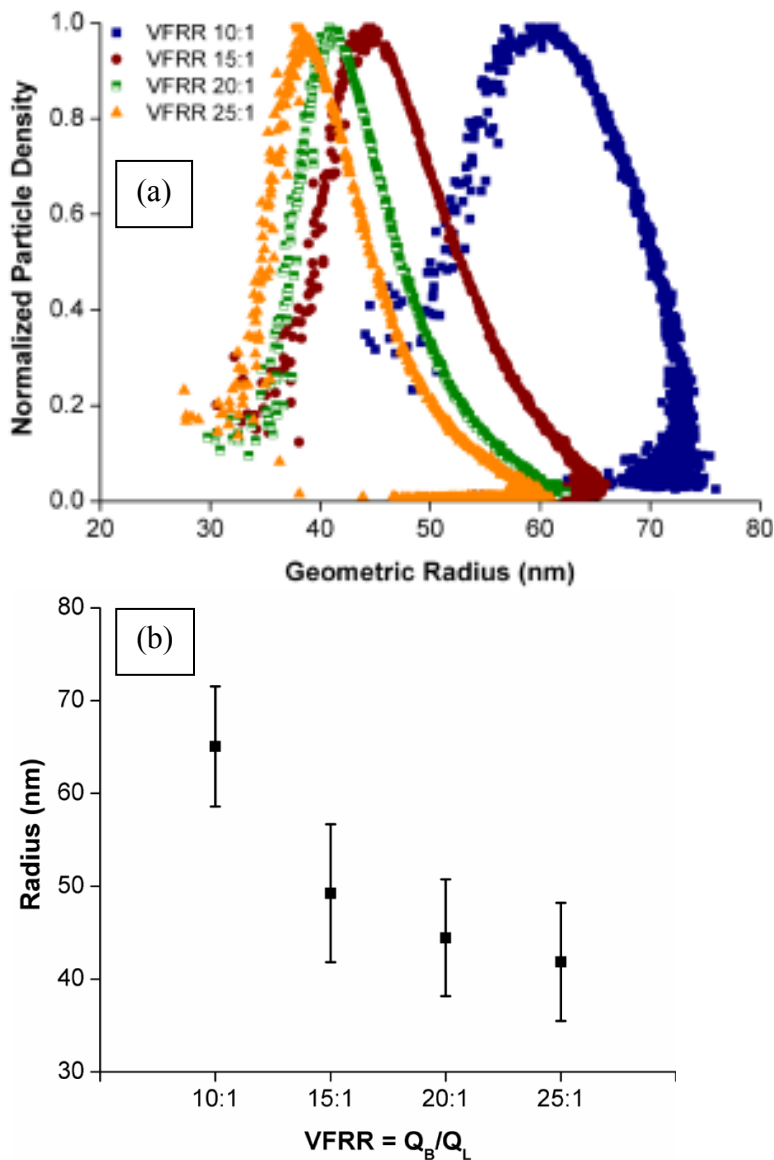 VFRR 10:1
VFRR 15:1
VFRR 20:1
VFRR 25:1
(a)
Normalized Particle Density
1.0
0.8
0.6
0.4
0.2
0.0
20 30 40 50 60 70 80
Geometric Radius (nm)
(b)
Radius (nm)
80
70
60
50
40
30
10:1 15:1 20:1 25:1
VFRR = Q_B/Q_L